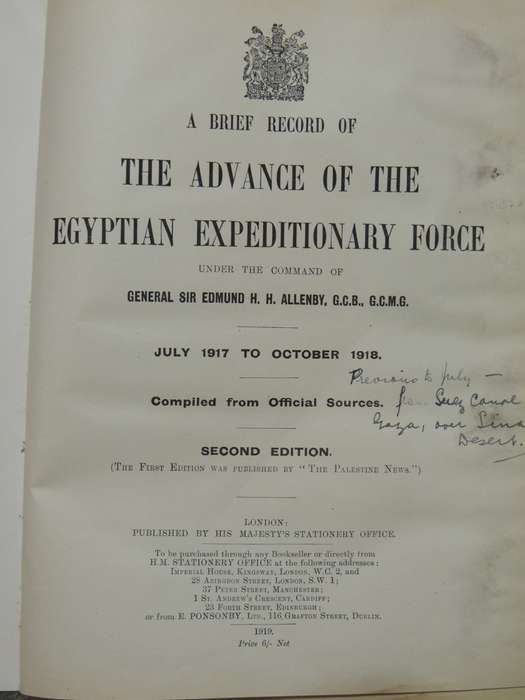 A BRIEF RECORD OF
THE ADVANCE OF THE
EGYPTIAN EXPEDITIONARY FORCE
UNDER THE COMMAND OF
GENERAL SIR EDMUND H. H. ALLENBY, G.C.B., G.C.M.G.
JULY 1917 TO OCTOBER 1918.
Previous to July —
Compiled from Official Sources.
from Suez Canal
Gaza, over Sina
Desert.
SECOND EDITION.
(THE FIRST EDITION WAS PUBLISHED BY "THE PALESTINE NEWS.")
LONDON:
PUBLISHED BY HIS MAJESTY'S STATIONERY OFFICE.
To be purchased through any Bookseller or directly from
H.M. STATIONERY OFFICE at the following addresses:
IMPERIAL HOUSE, KINGSWAY, LONDON, W.C. 2, and
28 ABINGDON STREET, LONDON, S.W. 1;
37 PETER STREET, MANCHESTER;
1 ST. ANDREW'S CRESCENT, CARDIFF;
23 FORTH STREET, EDINBURGH;
or from E. PONSONBY, LTD., 116, GRAFTON STREET, DUBLIN.
1919.
Price 6/- Net